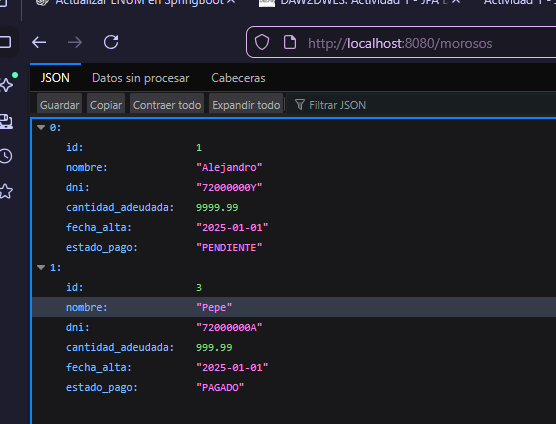 Actualizar ENUM en SpringBoot
DAW2DWES: Actividad 1 - JPA
Actividad 1 - J
http://localhost:8080/morosos
JSON Datos sin procesar Cabeceras
Guardar Copiar Contraer todo Expandir todo Filtrar JSON
0:
id: 1
nombre: "Alejandro"
dni: "72000000Y"
cantidad_adeudada: 9999.99
fecha_alta: "2025-01-01"
estado_pago: "PENDIENTE"
1:
id: 3
nombre: "Pepe"
dni: "72000000A"
cantidad_adeudada: 999.99
fecha_alta: "2025-01-01"
estado_pago: "PAGADO"